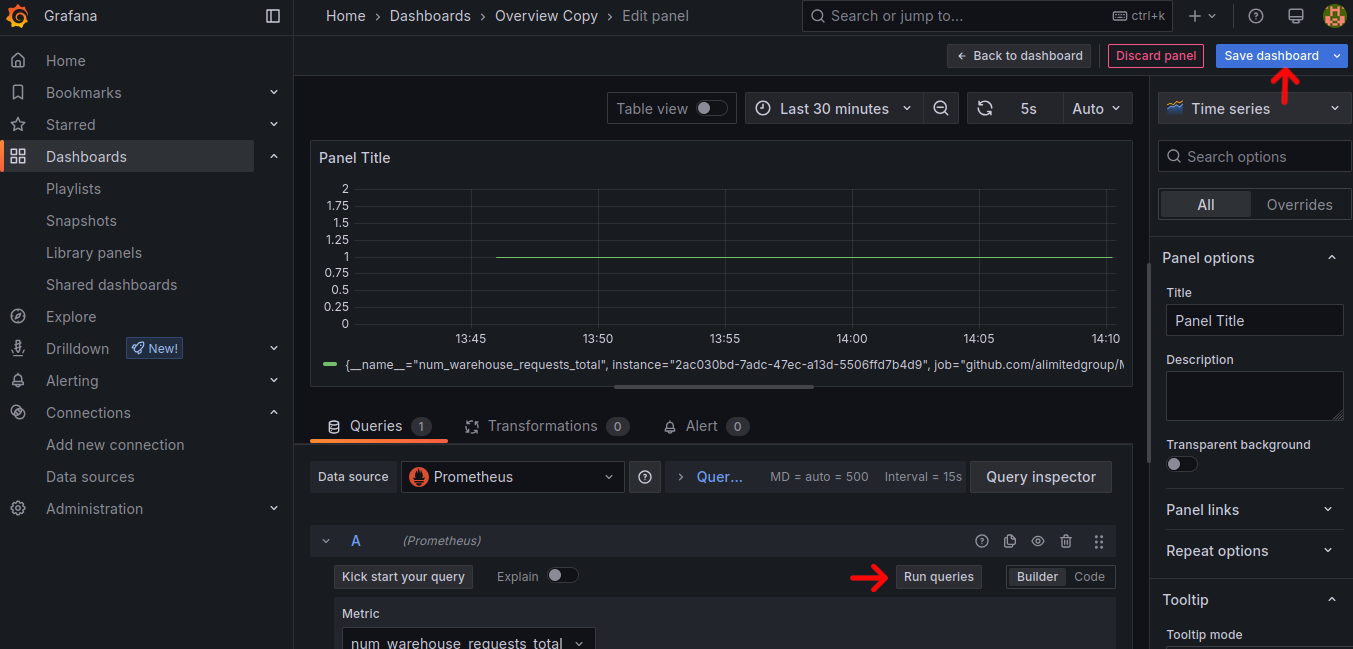 Grafana
Home › Dashboards › Overview Copy › Edit panel
Search or jump to...
ctrl+k
Back to dashboard
Discard panel
Save dashboard
Home
Bookmarks
Starred
Dashboards
Playlists
Snapshots
Library panels
Shared dashboards
Explore
Drilldown
New!
Alerting
Connections
Add new connection
Data sources
Administration
Table view
Last 30 minutes
5s
Auto
Panel Title
2
1.75
1.5
1.25
1
0.75
0.5
0.25
0
13:45
13:50
13:55
14:00
14:05
14:10
{__name__="num_warehouse_requests_total", instance="2ac030bd-7adc-47ec-a13d-5506ffd7b4d9", job="github.com/alimitedgroup/M
Queries 1
Transformations 0
Alert 0
Data source
Prometheus
Quer...
MD = auto = 500
Interval = 15s
Query inspector
A
(Prometheus)
Kick start your query
Explain
Run queries
Builder
Code
Metric
num_warehouse_requests_total
Time series
Search options
All
Overrides
Panel options
Title
Panel Title
Description
Transparent background
Panel links
Repeat options
Tooltip
Tooltip mode